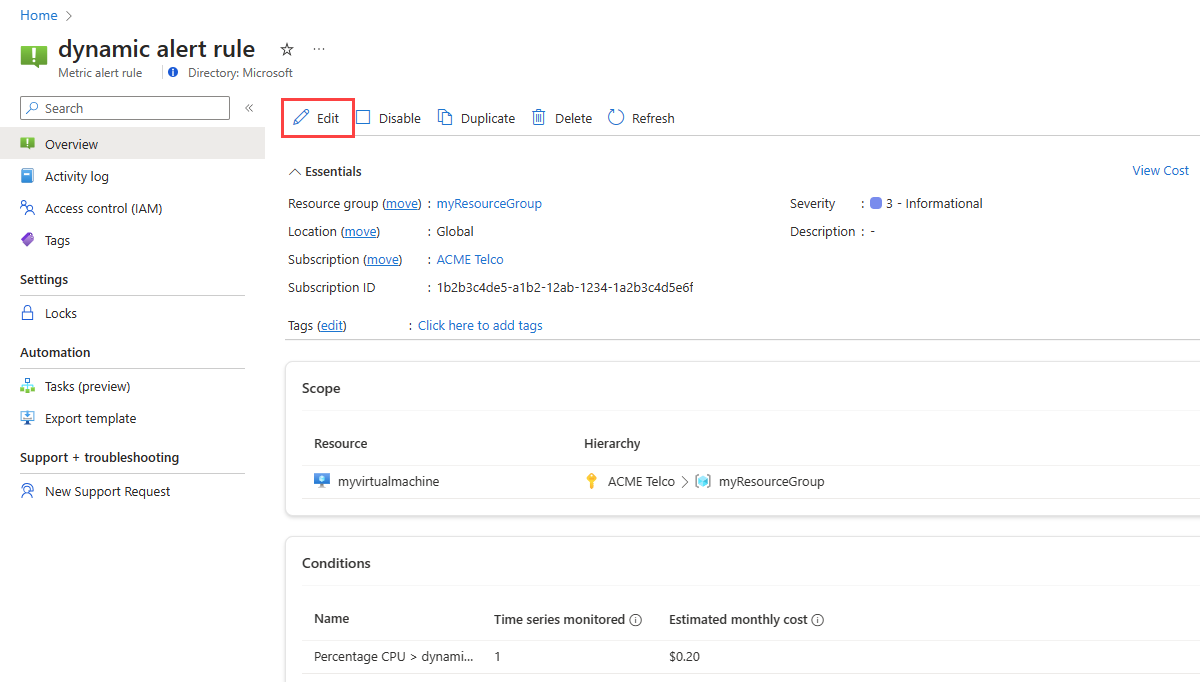 Home
dynamic alert rule
Metric alert rule Directory: Microsoft
Search
Edit Disable Duplicate Delete Refresh
Overview
Activity log
Access control (IAM)
Tags
Settings
Locks
Automation
Tasks (preview)
Export template
Support + troubleshooting
New Support Request
Essentials View Cost
Resource group (move) : myResourceGroup Severity : 3 - Informational
Location (move) : Global Description : -
Subscription (move) : ACME Telco
Subscription ID : 1b2b3c4de5-a1b2-12ab-1234-1a2b3c4d5e6f
Tags (edit) : Click here to add tags
Scope
Resource Hierarchy
myvirtualmachine ACME Telco > myResourceGroup
Conditions
Name Time series monitored Estimated monthly cost
Percentage CPU > dynami... 1 $0.20